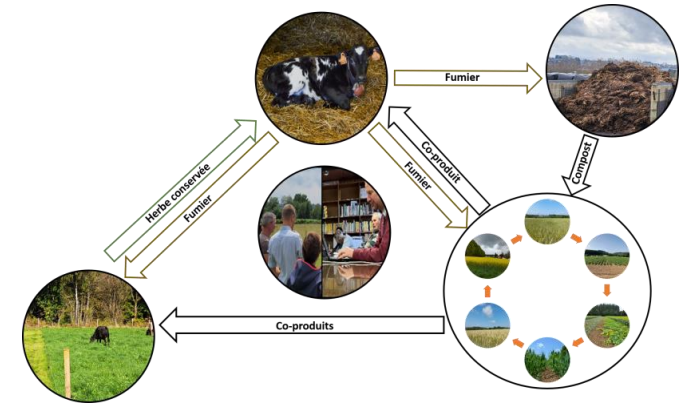 Fumier
Compost
Co-produit
Fumier
Herbe conservée
Fumier
Co-produits